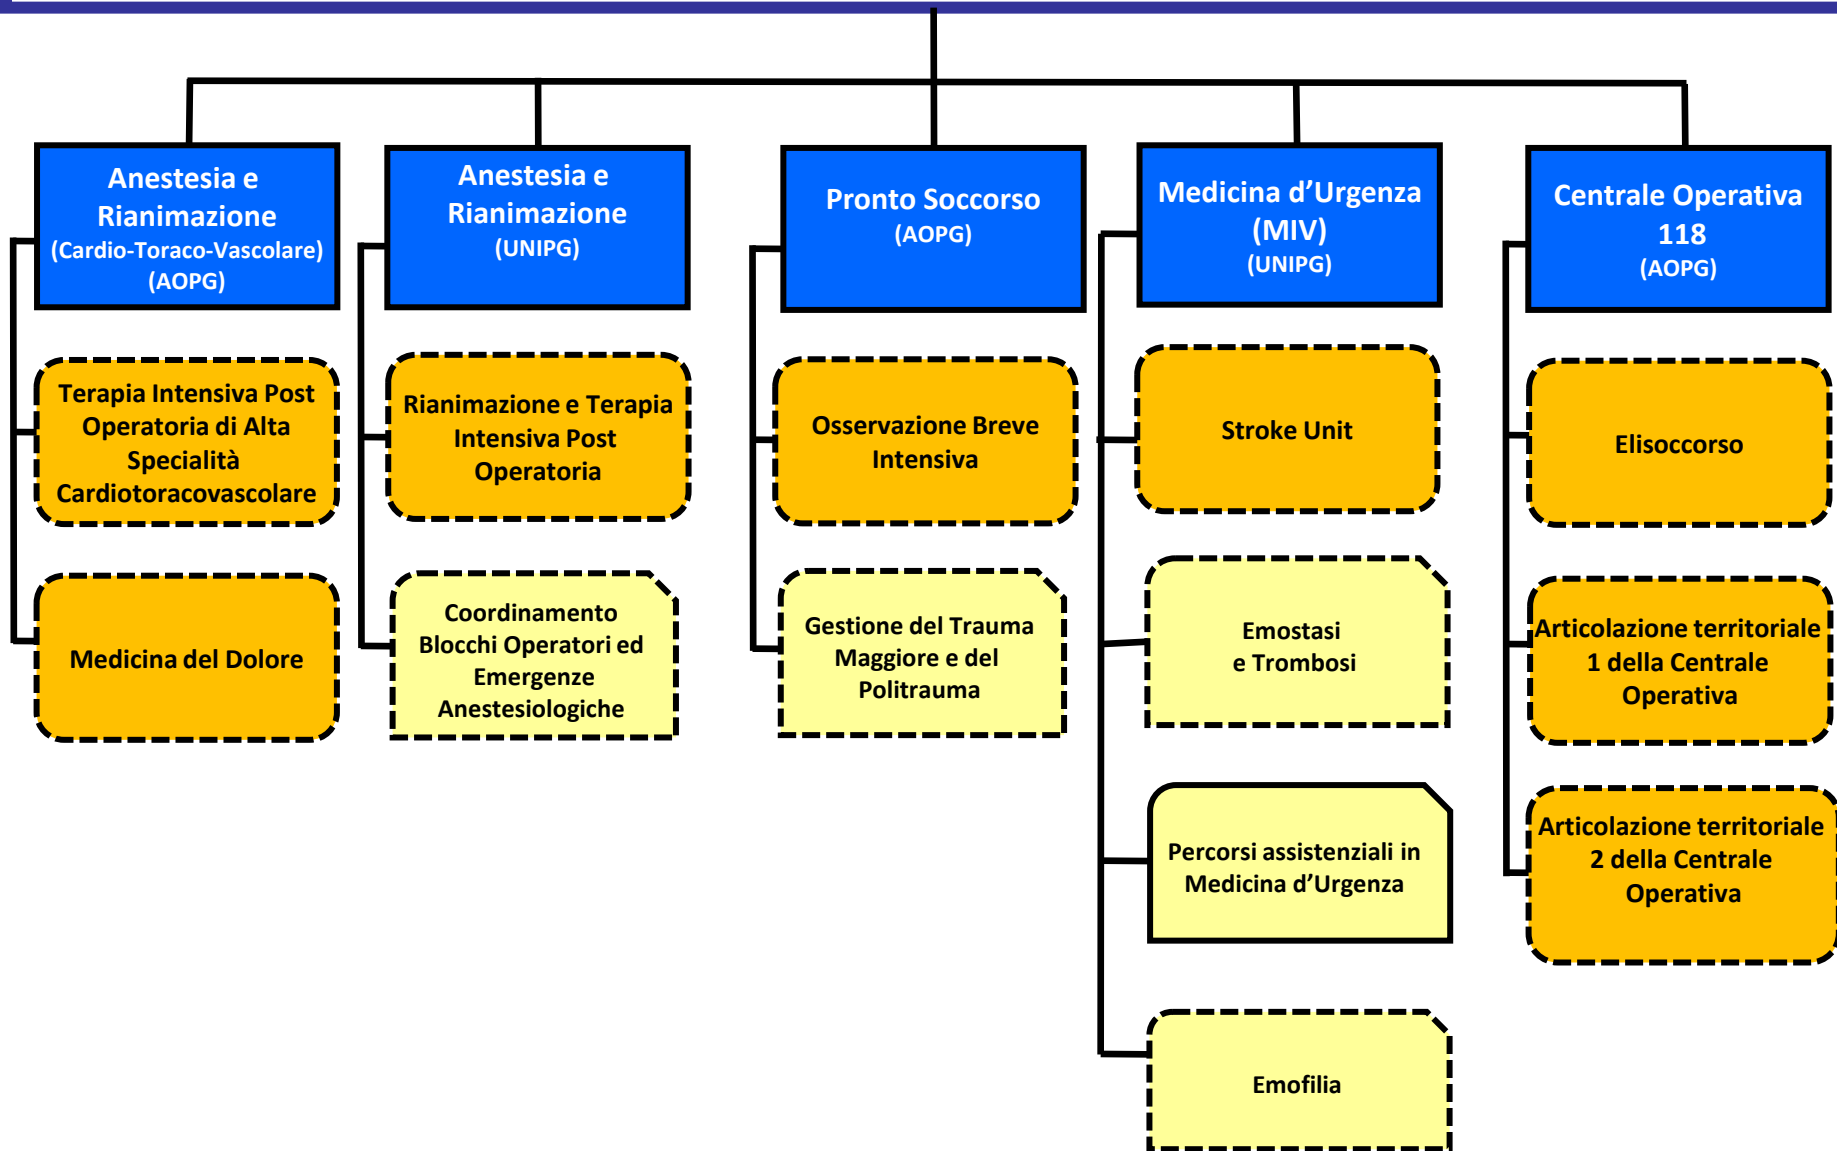 Anestesia e
Rianimazione
(Cardio-Toraco-Vascolare)
(AOPG)
Anestesia e
Rianimazione
(UNIPG)
Pronto Soccorso
(AOPG)
Medicina d’Urgenza
(MIV)
(UNIPG)
Centrale Operativa
118
(AOPG)
Terapia Intensiva Post
Operatoria di Alta
Specialità
Cardiotoracovascolare
Rianimazione e Terapia
Intensiva Post
Operatoria
Osservazione Breve
Intensiva
Stroke Unit
Elisoccorso
Medicina del Dolore
Coordinamento
Blocchi Operatori ed
Emergenze
Anestesiologiche
Gestione del Trauma
Maggiore e del
Politrauma
Emostasi
e Trombosi
Articolazione territoriale
1 della Centrale
Operativa
Percorsi assistenziali in
Medicina d’Urgenza
Articolazione territoriale
2 della Centrale
Operativa
Emofilia